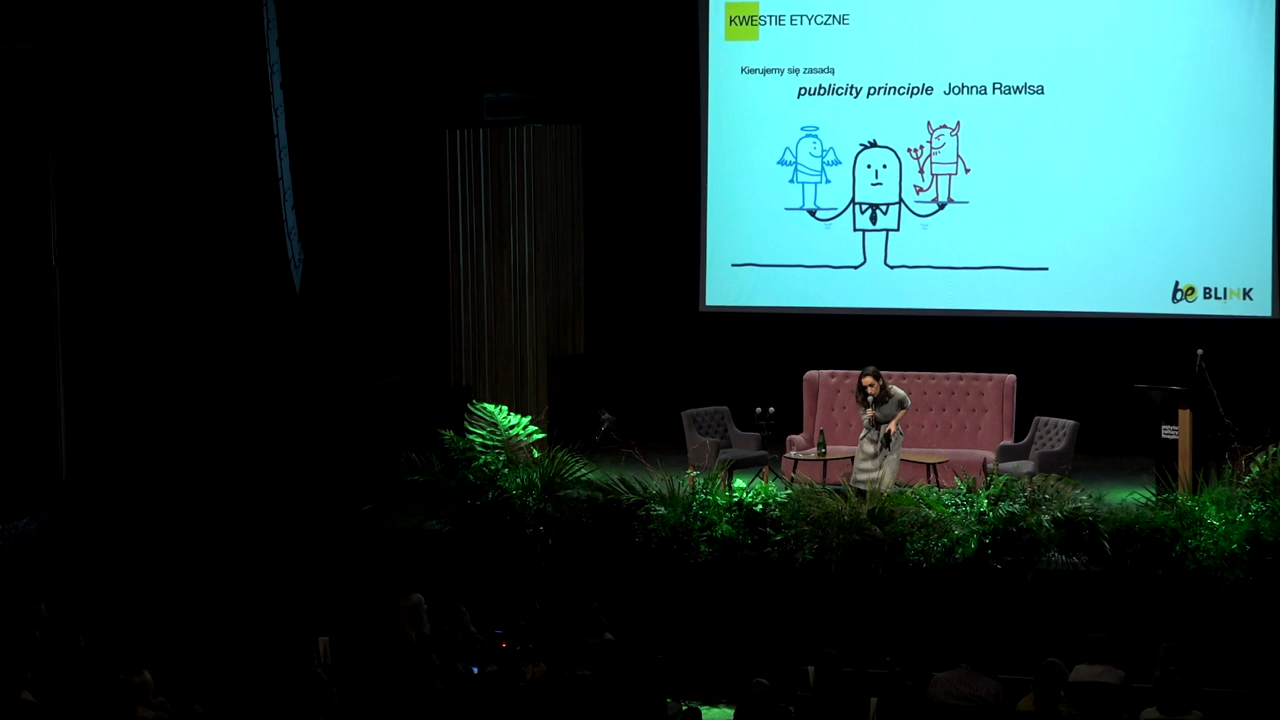 KWESTIE ETYCZNE
Kierujemy się zasadą
publicity principle Johna Rawlsa
be BLINK